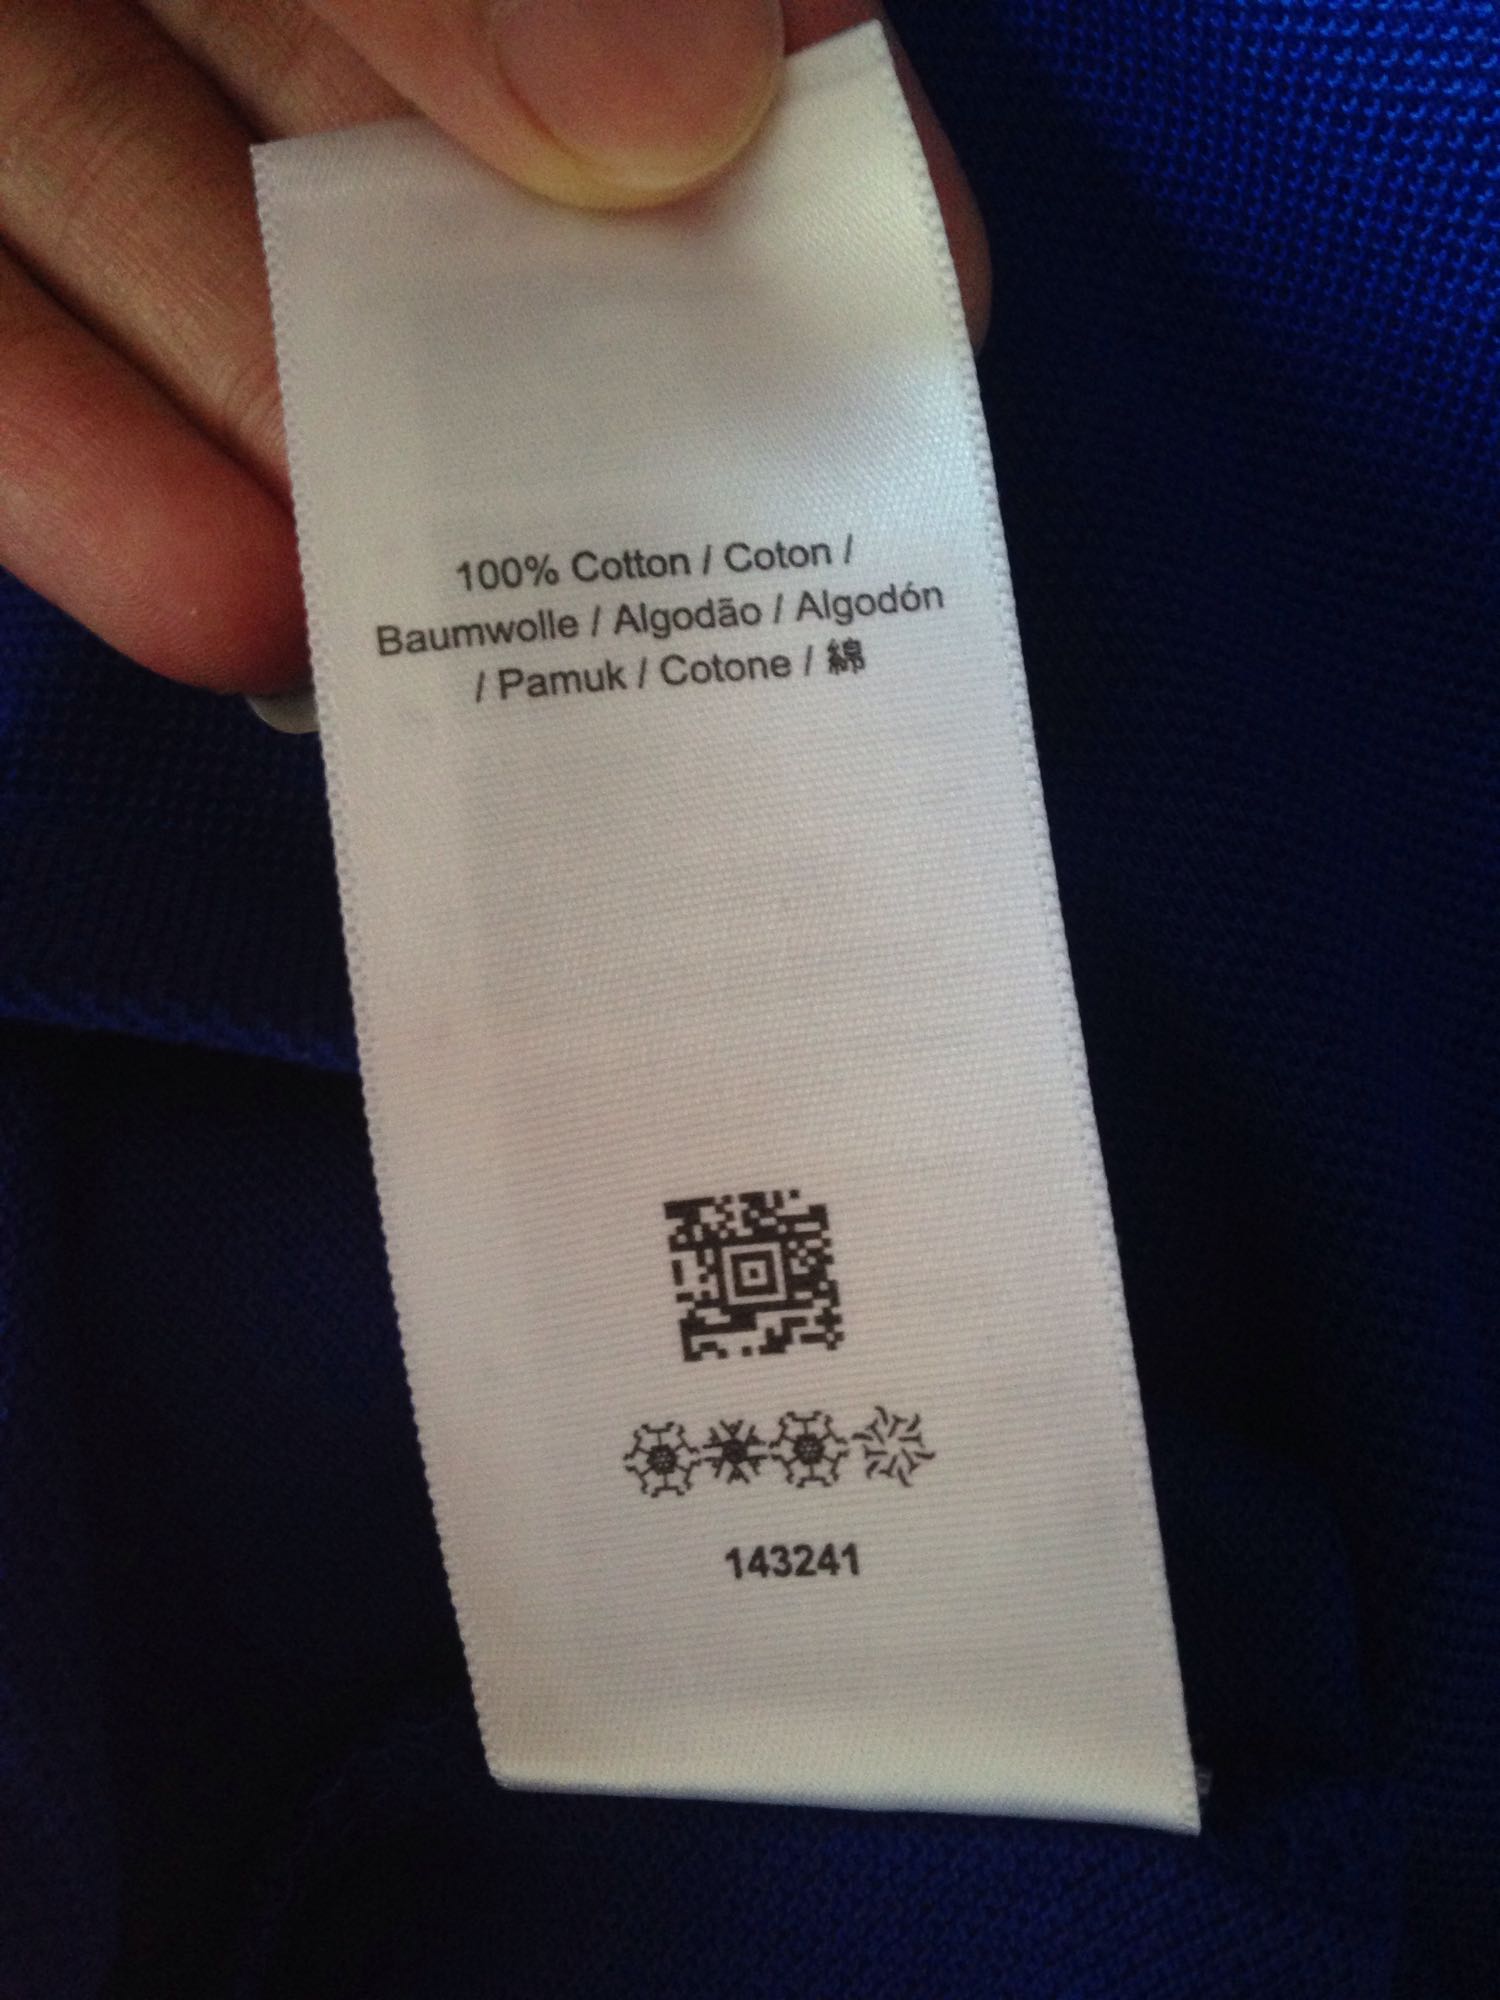 100% Cotton / Coton /
Baumwolle / Algodão / Algodón
/ Pamuk / Cotone / 綿
143241